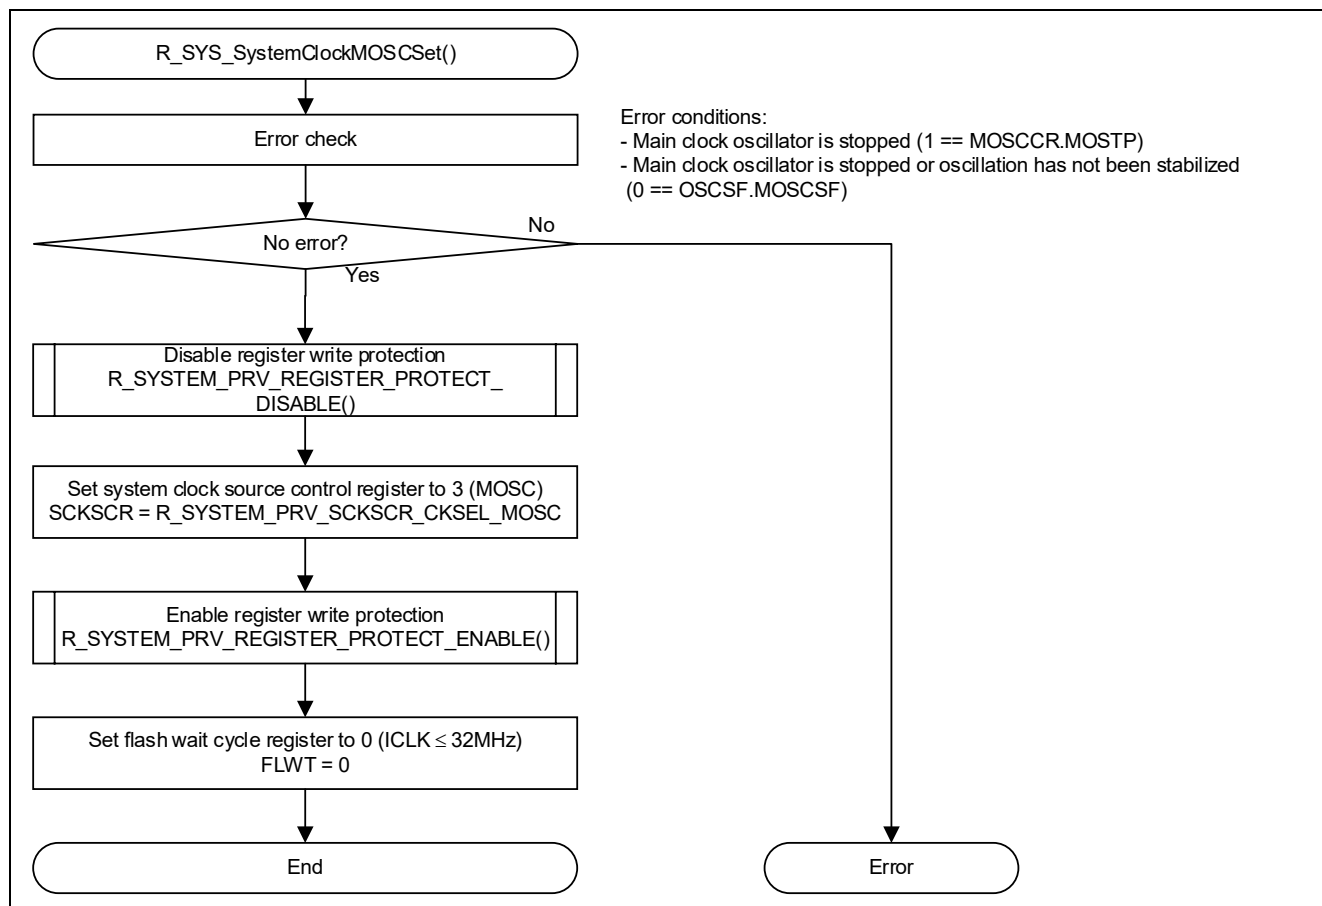 R_SYS_SystemClockMOSCSet()
Error check
Error conditions:
- Main clock oscillator is stopped (1 == MOSCCR.MOSTP)
- Main clock oscillator is stopped or oscillation has not been stabilized
(0 == OSCSF.MOSCSF)
No error?
No
Yes
Disable register write protection
R_SYSTEM_PRV_REGISTER_PROTECT_
DISABLE()
Set system clock source control register to 3 (MOSC)
SCKSCR = R_SYSTEM_PRV_SCKSCR_CKSEL_MOSC
Enable register write protection
R_SYSTEM_PRV_REGISTER_PROTECT_ENABLE()
Set flash wait cycle register to 0 (ICLK ≤ 32MHz)
FLWT = 0
End
Error